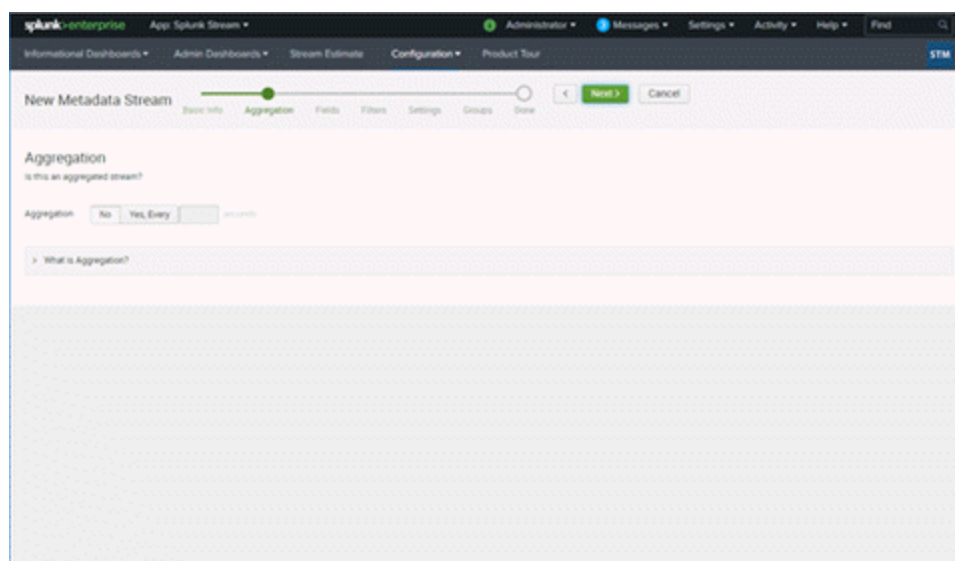 splunk>enterprise App: Splunk Stream Administrator 3 Messages Settings Activity Help Find
Informational Dashboards Admin Dashboards Stream Estimate Configuration Product Tour STM
New Metadata Stream < Next > Cancel
Basic Info Aggregation Fields Filters Settings Groups Done
Aggregation
Is this an aggregated stream?
Aggregation No Yes, Every seconds
> What is Aggregation?